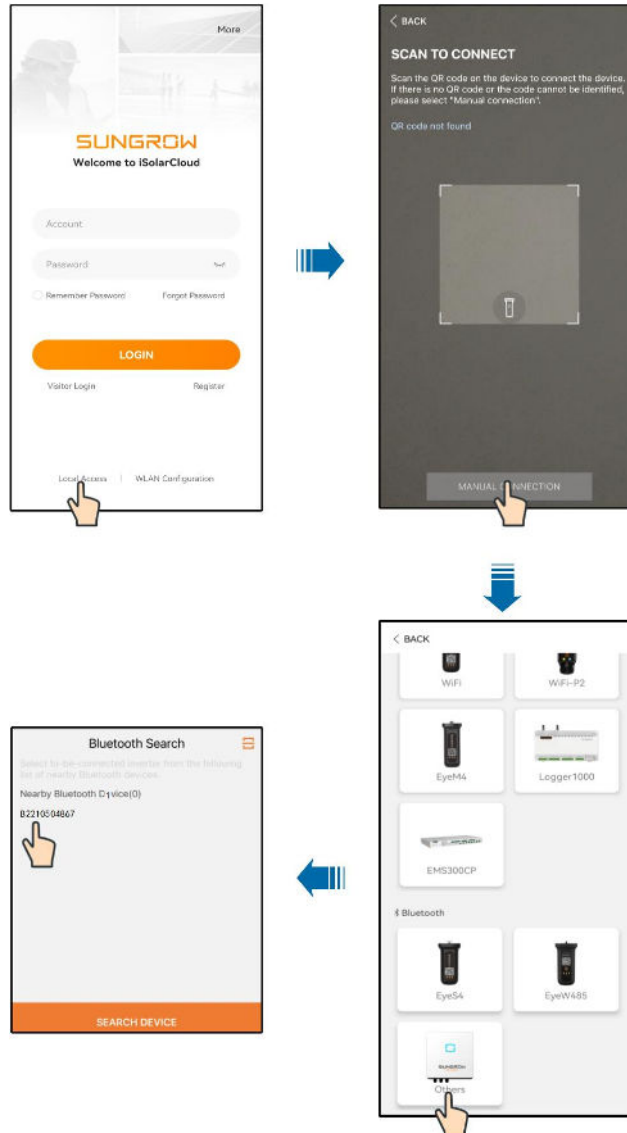 More
SUNGROW
Welcome to iSolarCloud
Account
Password
Remember Password Forgot Password
LOGIN
Visitor Login Register
Local Access | WLAN Configuration
< BACK
SCAN TO CONNECT
Scan the QR code on the device to connect the device.
If there is no QR code or the code cannot be identified,
please select "Manual connection".
QR code not found
MANUAL CONNECTION
< BACK
WiFi WiFi-P2
EyeM4 Logger1000
EMS300CP
Bluetooth
EyeS4 EyeW485
SUNGROW
Others
Bluetooth Search
Select to-be-connected inverter from the following
list of nearby Bluetooth devices.
Nearby Bluetooth Device(0)
B2210504867
SEARCH DEVICE